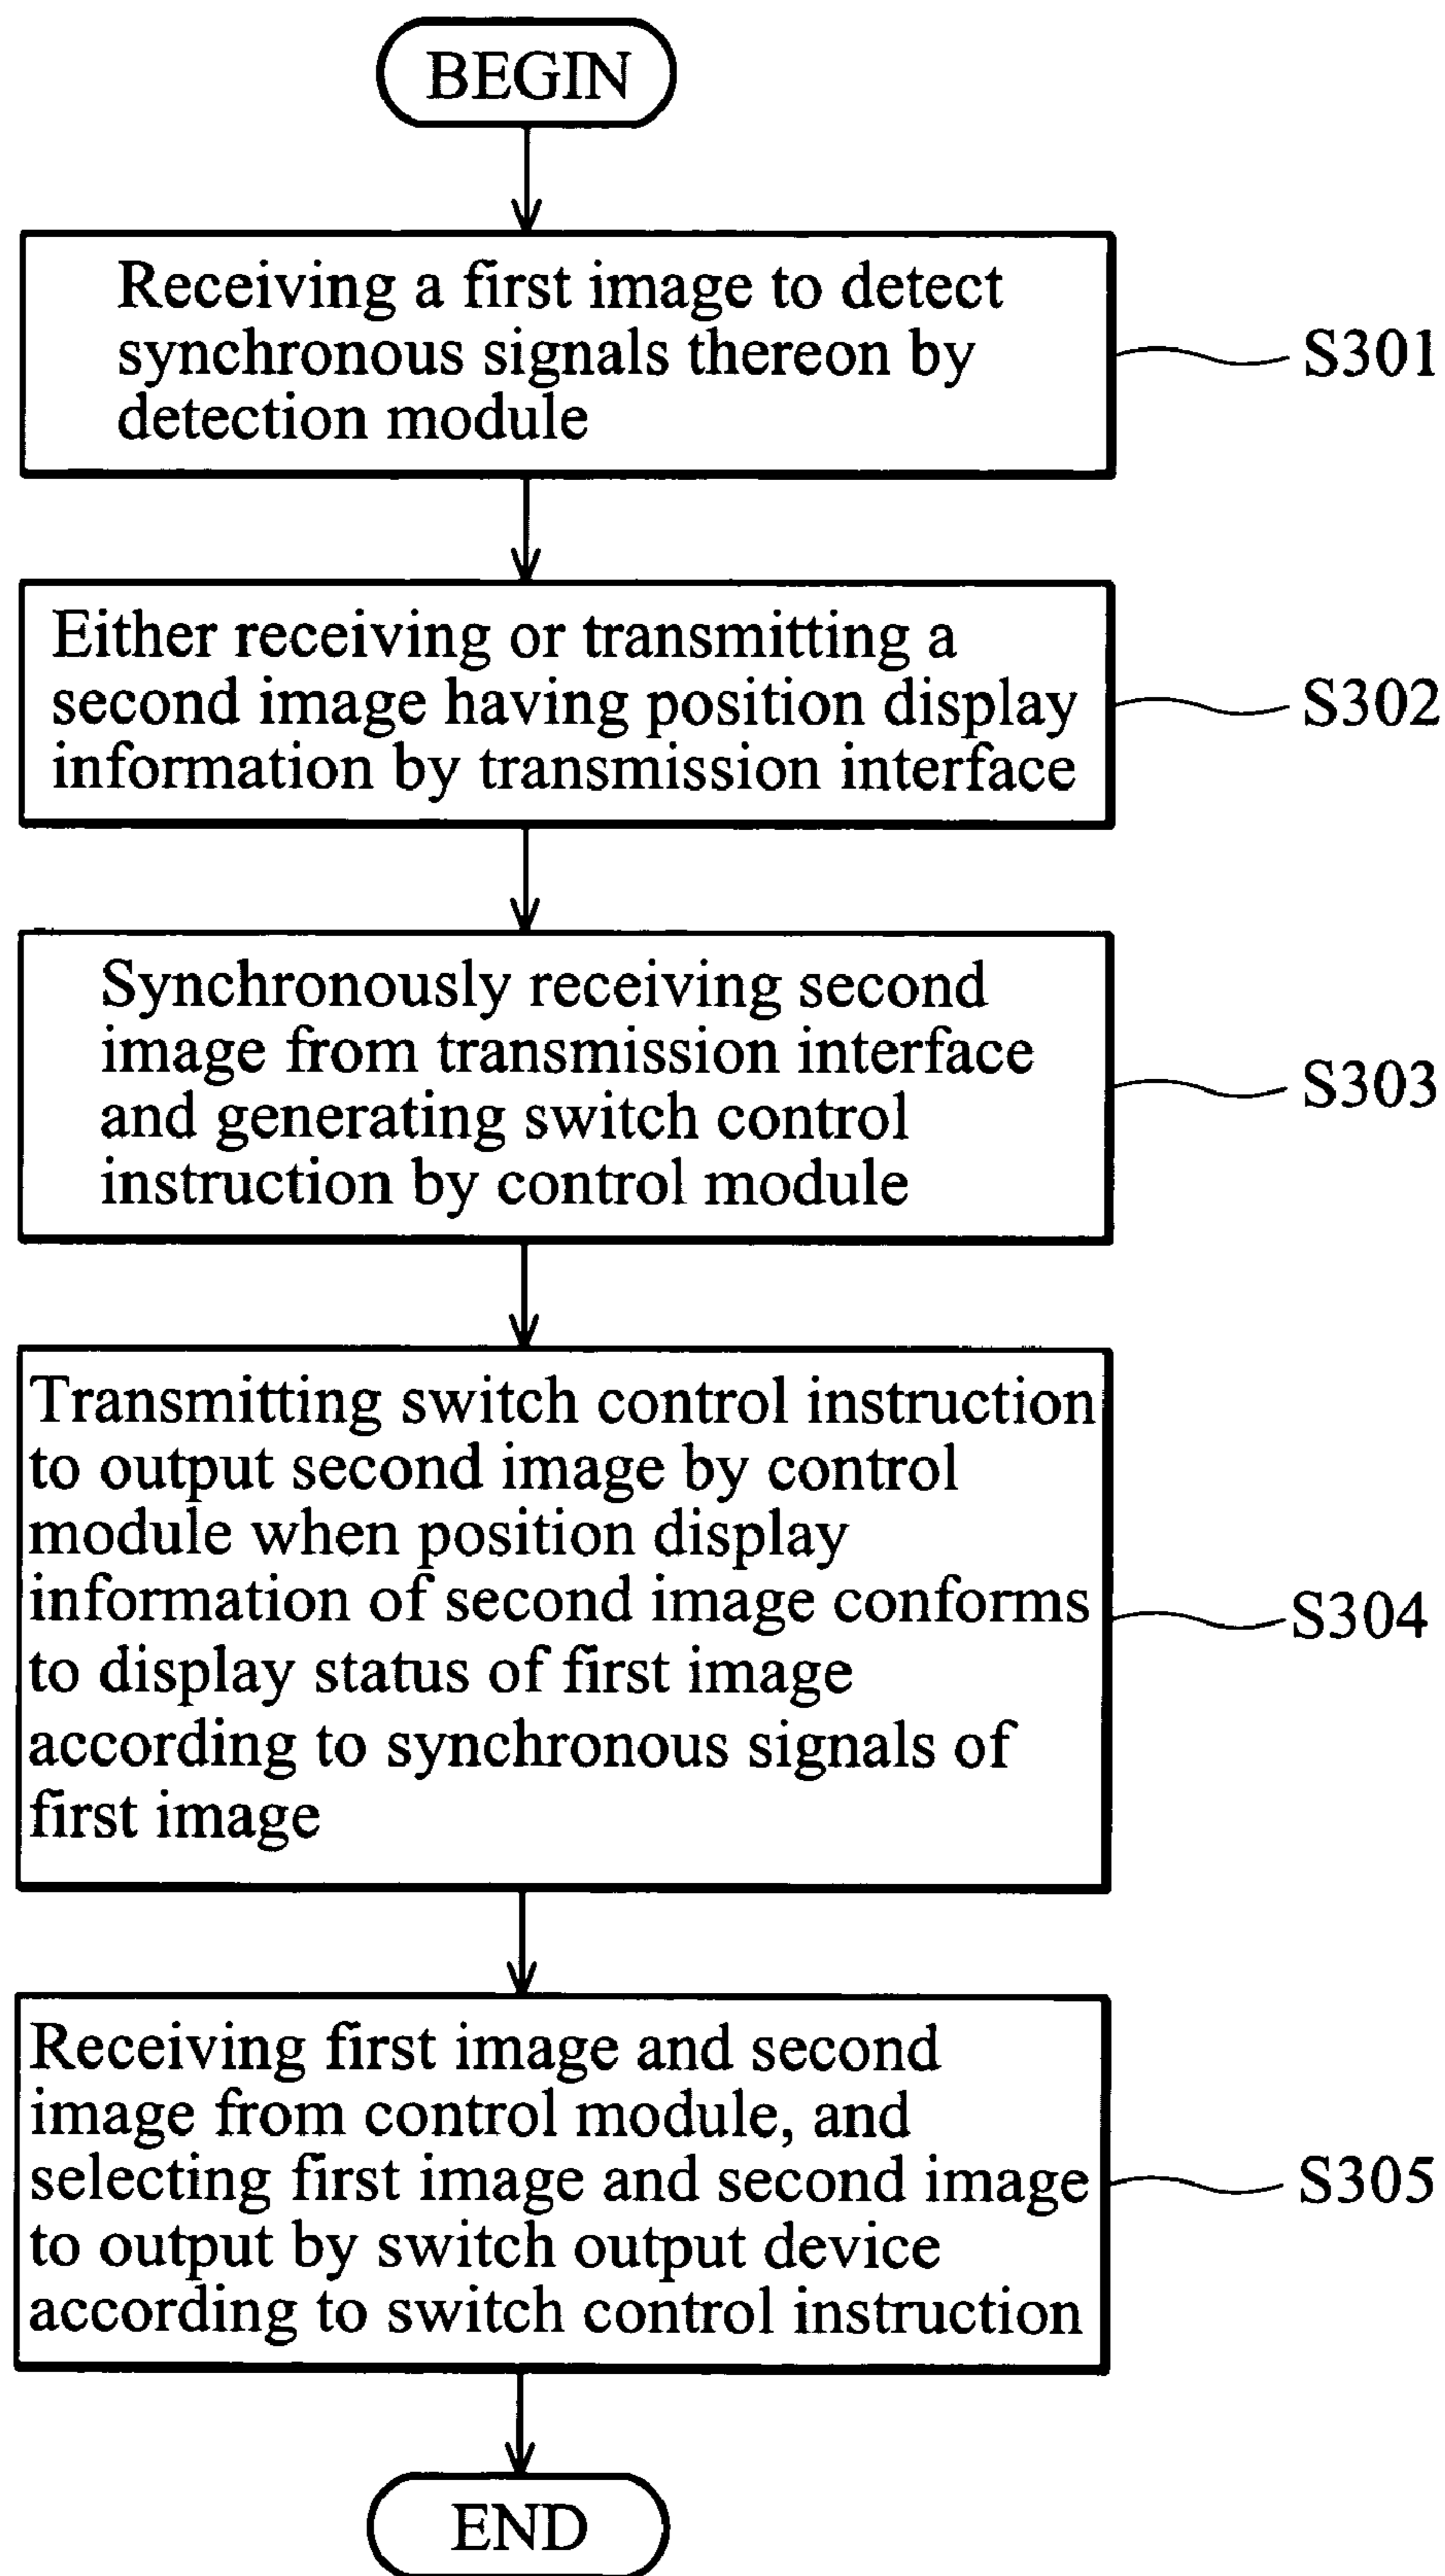 BEGIN
Receiving a first image to detect
synchronous signals thereon by
detection module
S301
Either receiving or transmitting a
second image having position display
information by transmission interface
S302
Synchronously receiving second
image from transmission interface
and generating switch control
instruction by control module
S303
Transmitting switch control instruction
to output second image by control
module when position display
information of second image conforms
to display status of first image
according to synchronous signals of
first image
S304
Receiving first image and second
image from control module, and
selecting first image and second image
to output by switch output device
according to switch control instruction
S305
END